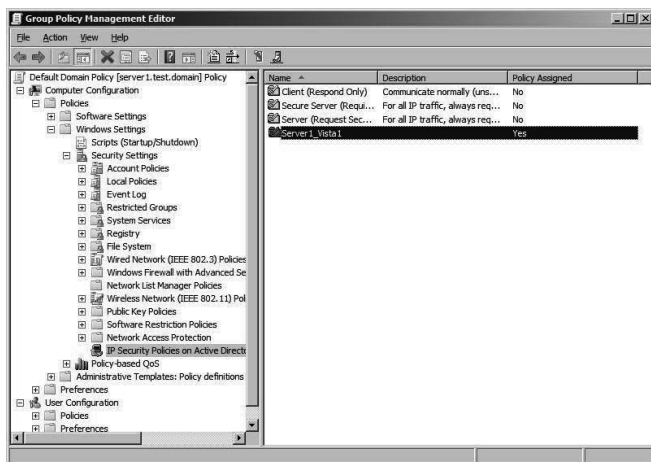 Group Policy Management Editor
File Action View Help
Default Domain Policy [server1.test.domain] Policy
Computer Configuration
Policies
Software Settings
Windows Settings
Scripts (Startup/Shutdown)
Security Settings
Account Policies
Local Policies
Event Log
Restricted Groups
System Services
Registry
File System
Wired Network (IEEE 802.3) Policies
Windows Firewall with Advanced Se
Network List Manager Policies
Wireless Network (IEEE 802.11) Pol
Public Key Policies
Software Restriction Policies
Network Access Protection
IP Security Policies on Active Directo
Policy-based QoS
Administrative Templates: Policy definitions
Preferences
User Configuration
Policies
Preferences
Name Description Policy Assigned
Client (Respond Only) Communicate normally (uns... No
Secure Server (Requi... For all IP traffic, always req... No
Server (Request Sec... For all IP traffic, always req... No
Server1_Vista1 Yes